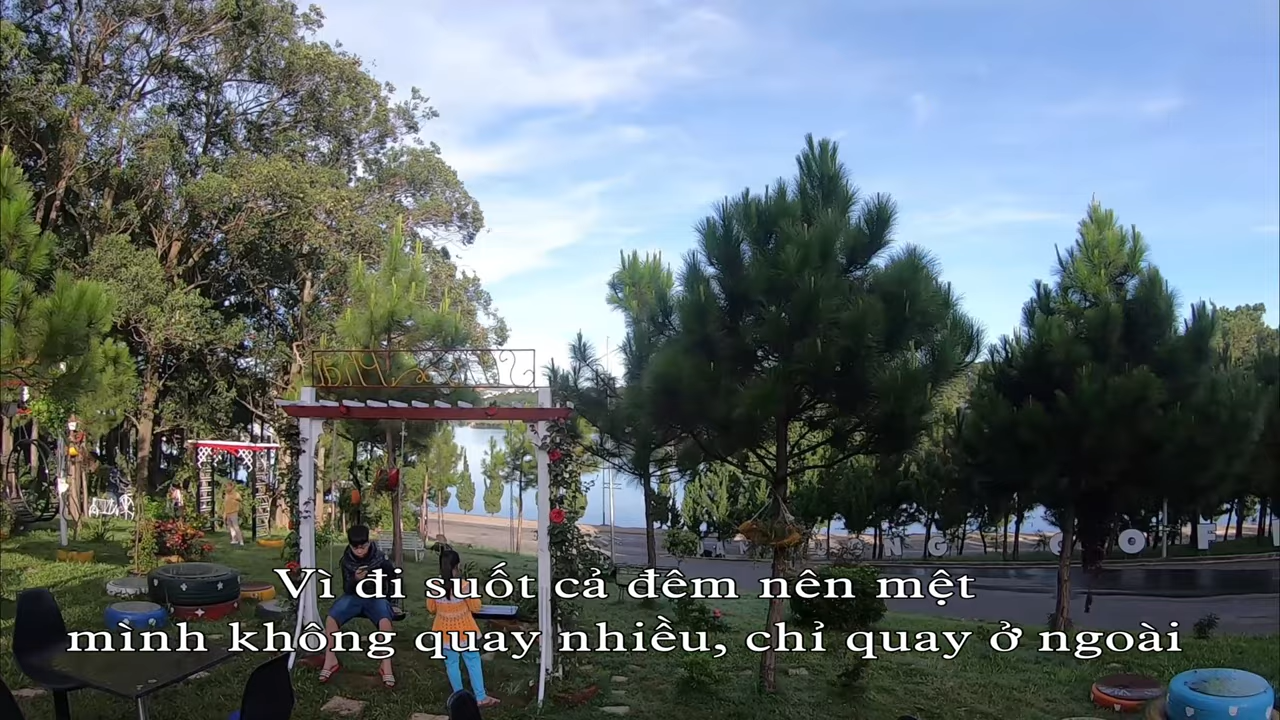 Vì đi suốt cả đêm nên mệt
mình không quay nhiều, chỉ quay ở ngoài